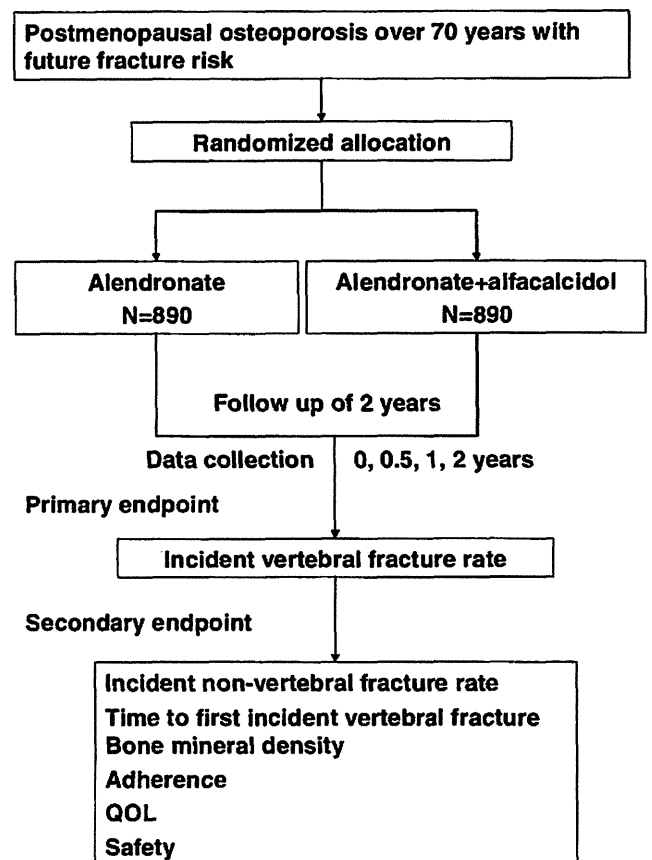 Postmenopausal osteoporosis over 70 years with
future fracture risk
Randomized allocation
Alendronate
N=890
Alendronate+alfacalcidol
N=890
Follow up of 2 years
Data collection 0, 0.5, 1, 2 years
Primary endpoint
Incident vertebral fracture rate
Secondary endpoint
Incident non-vertebral fracture rate
Time to first incident vertebral fracture
Bone mineral density
Adherence
QOL
Safety